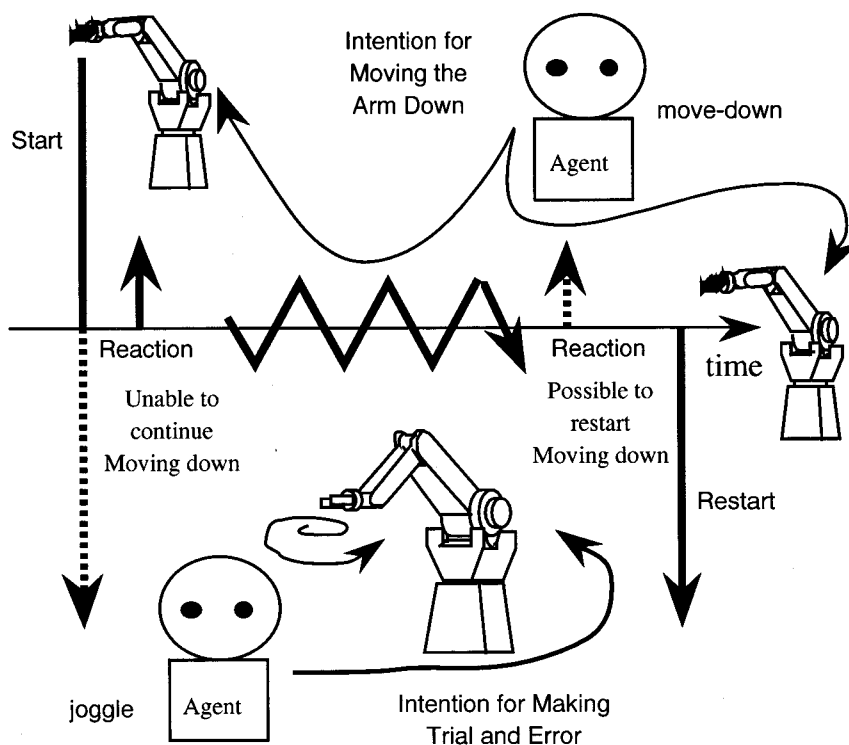 Intention for
Moving the
Arm Down
move-down
Agent
Start
Reaction
Unable to
continue
Moving down
Reaction
Possible to
restart
Moving down
time
Restart
joggle
Agent
Intention for Making
Trial and Error